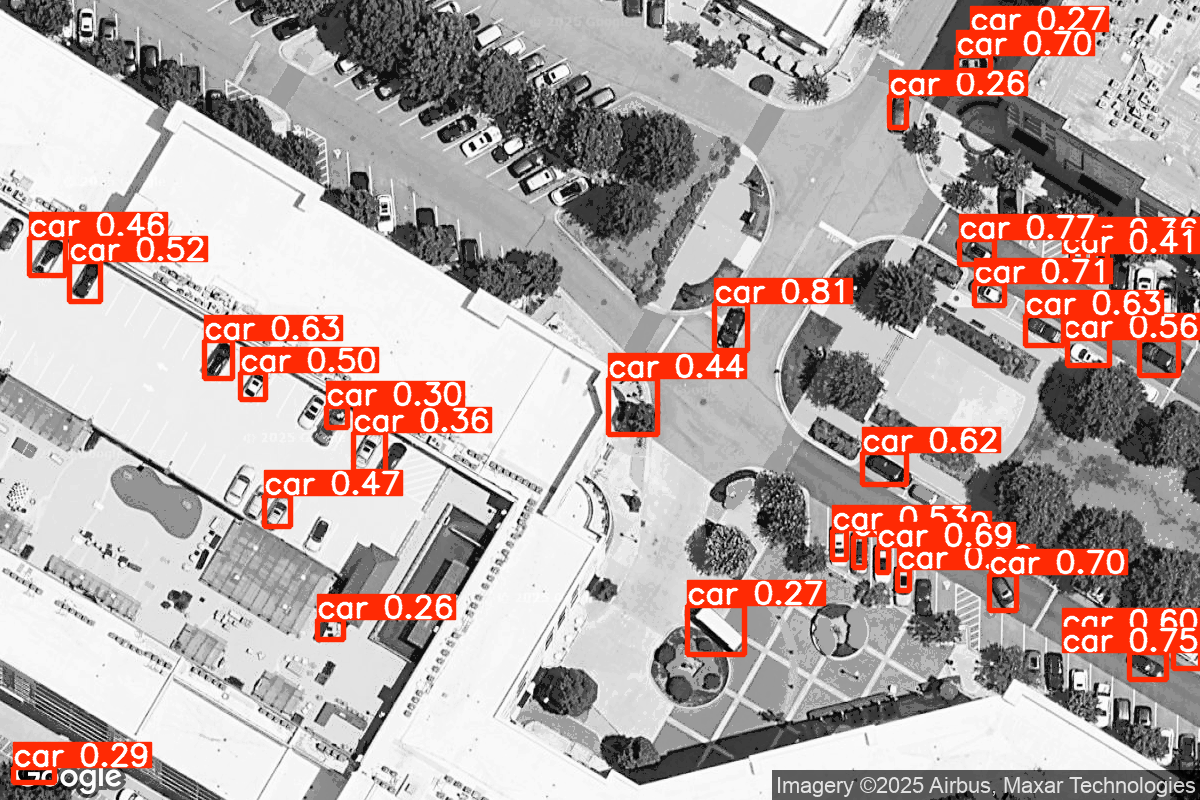 car 0.27
car 0.70
car 0.26
car 0.46
car 0.77
car 0.41
car 0.52
car 0.71
car 0.81
car 0.63
car 0.63
car 0.56
car 0.50
car 0.44
car 0.30
car 0.36
car 0.62
car 0.47
car 0.53
car 0.69
car 0.70
car 0.27
car 0.26
car 0.60
car 0.75
car 0.29
Google
Imagery ©2025 Airbus, Maxar Technologies